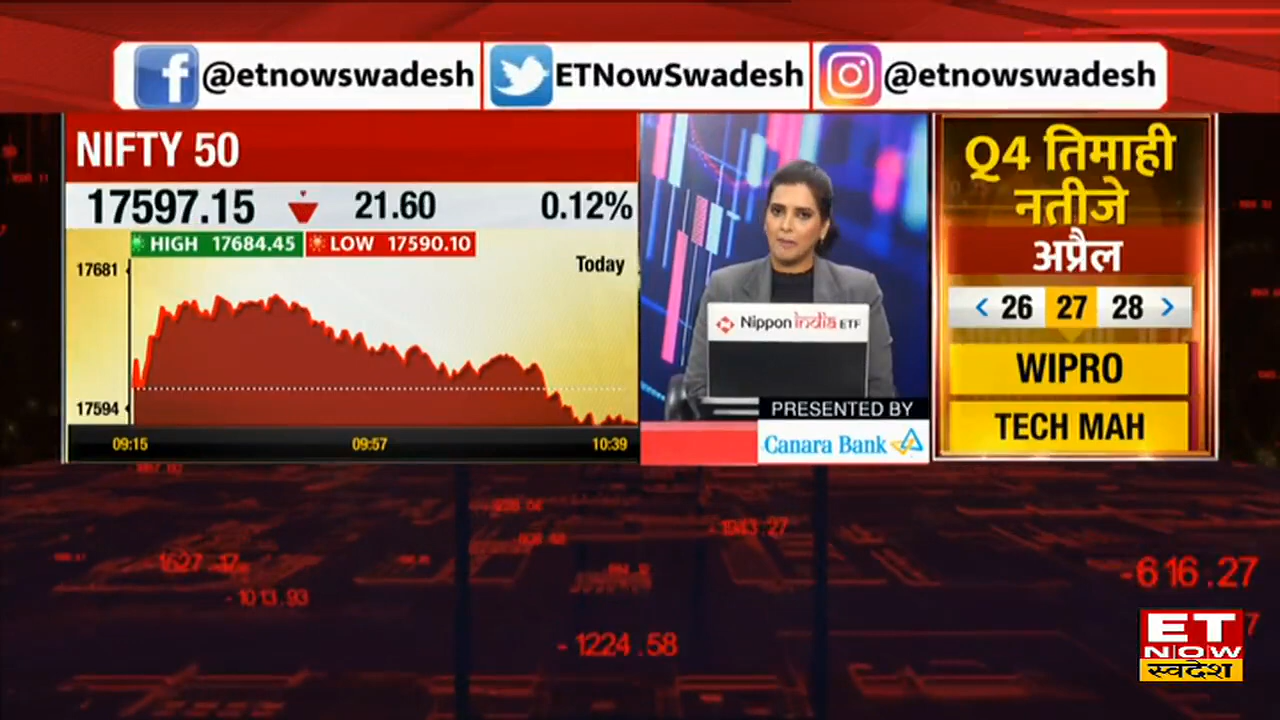 @etnowswadesh
ETNowSwadesh
@etnowswadesh
NIFTY 50
17597.15 21.60 0.12%
HIGH 17684.45 LOW 17590.10
Today
17681
17594
09:15 09:57 10:39
Nippon india ETF
PRESENTED BY
Canara Bank
Q4 तिमाही
नतीजे
अप्रैल
< 26 27 28 >
WIPRO
TECH MAH
-1013.93
-1224.58
-616.27
ET
NOW
स्वदेश